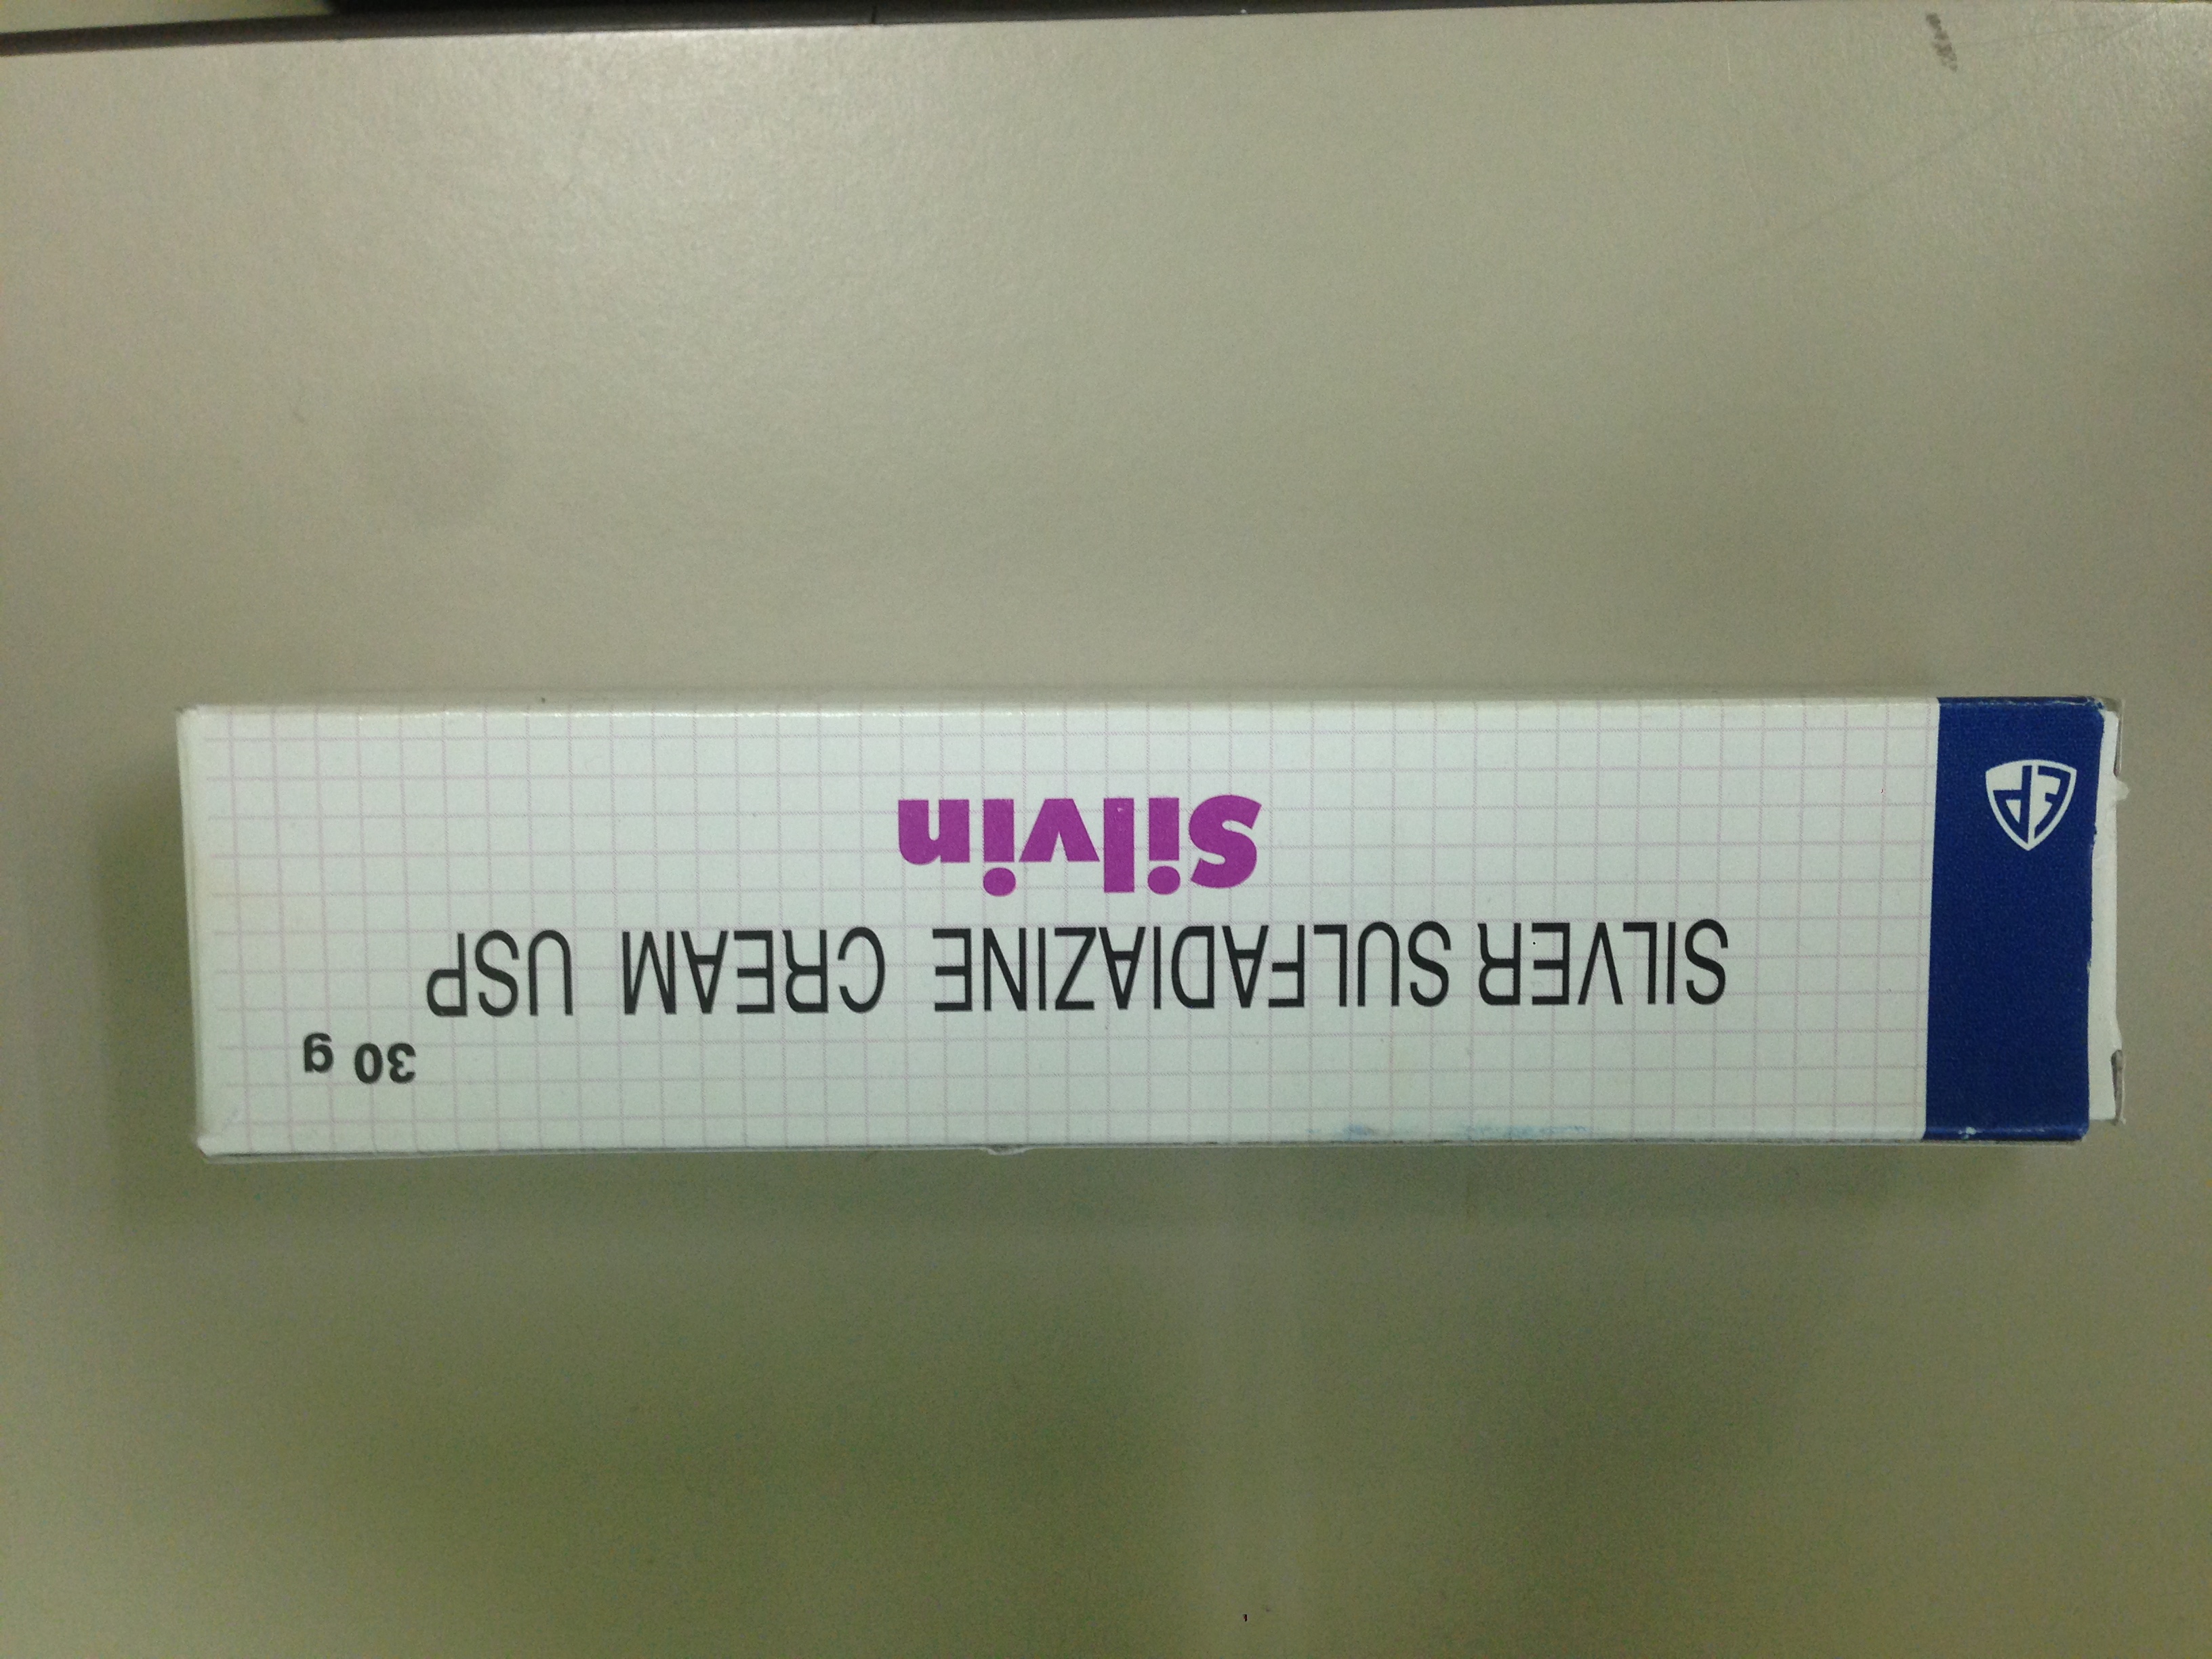 30 g
SILVER SULFADIAZINE CREAM USP
Silvin